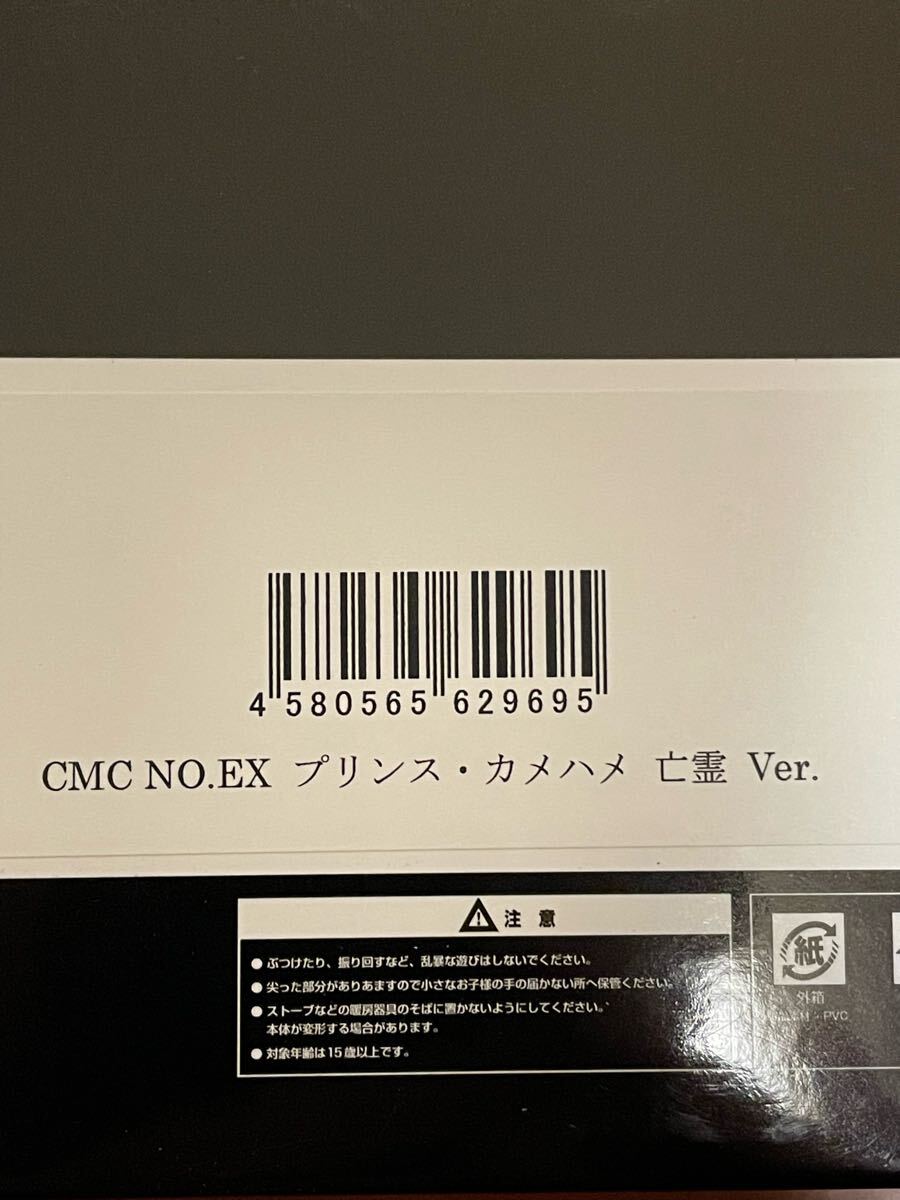 4 580565 629695
CMC NO.EX プリンス・カメハメ 亡霊 Ver.
注 意
● ぶつけたり、振り回すなど、乱暴な遊びはしないでください。
● 尖った部分がありあますので小さなお子様の手の届かない所へ保管ください。
● ストーブなどの暖房器具のそばに置かないようにしてください。
本体が変形する場合があります。
● 対象年齢は15歳以上です。
紙
外箱
PVC